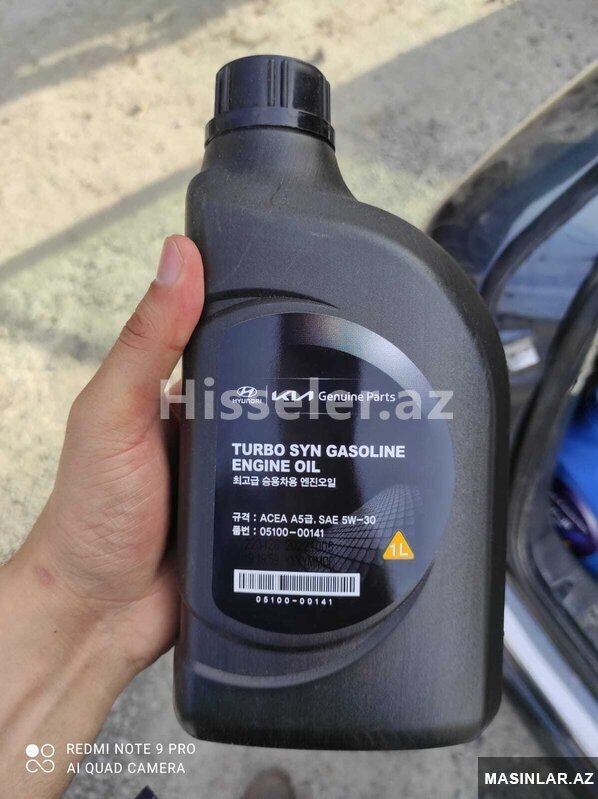 HYUNDAI KIA Genuine Parts
Hisseler.az
TURBO SYN GASOLINE
ENGINE OIL
최고급 승용차용 엔진오일
규격 : ACEA A5급. SAE 5W-30
품번 : 05100-00141
1L
05100-00141
REDMI NOTE 9 PRO
AI QUAD CAMERA
MASINLAR.AZ